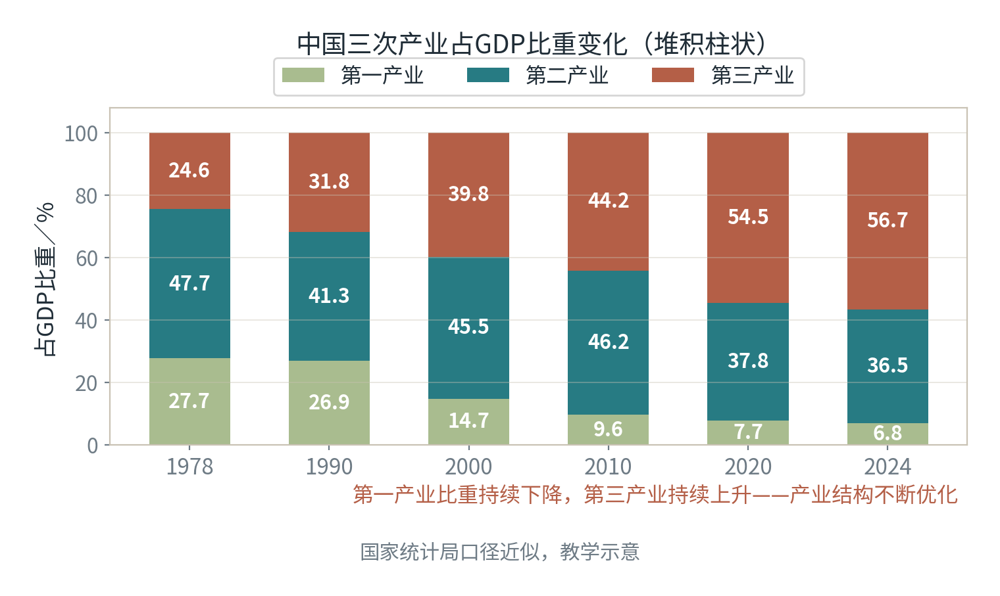 中国三次产业占GDP比重变化（堆积柱状）
第一产业 第二产业 第三产业
占GDP比重／%
100
80
60
40
20
0
24.6 31.8 39.8 44.2 54.5 56.7
47.7 41.3 45.5 46.2 37.8 36.5
27.7 26.9 14.7 9.6 7.7 6.8
1978 1990 2000 2010 2020 2024
第一产业比重持续下降，第三产业持续上升——产业结构不断优化
国家统计局口径近似，教学示意